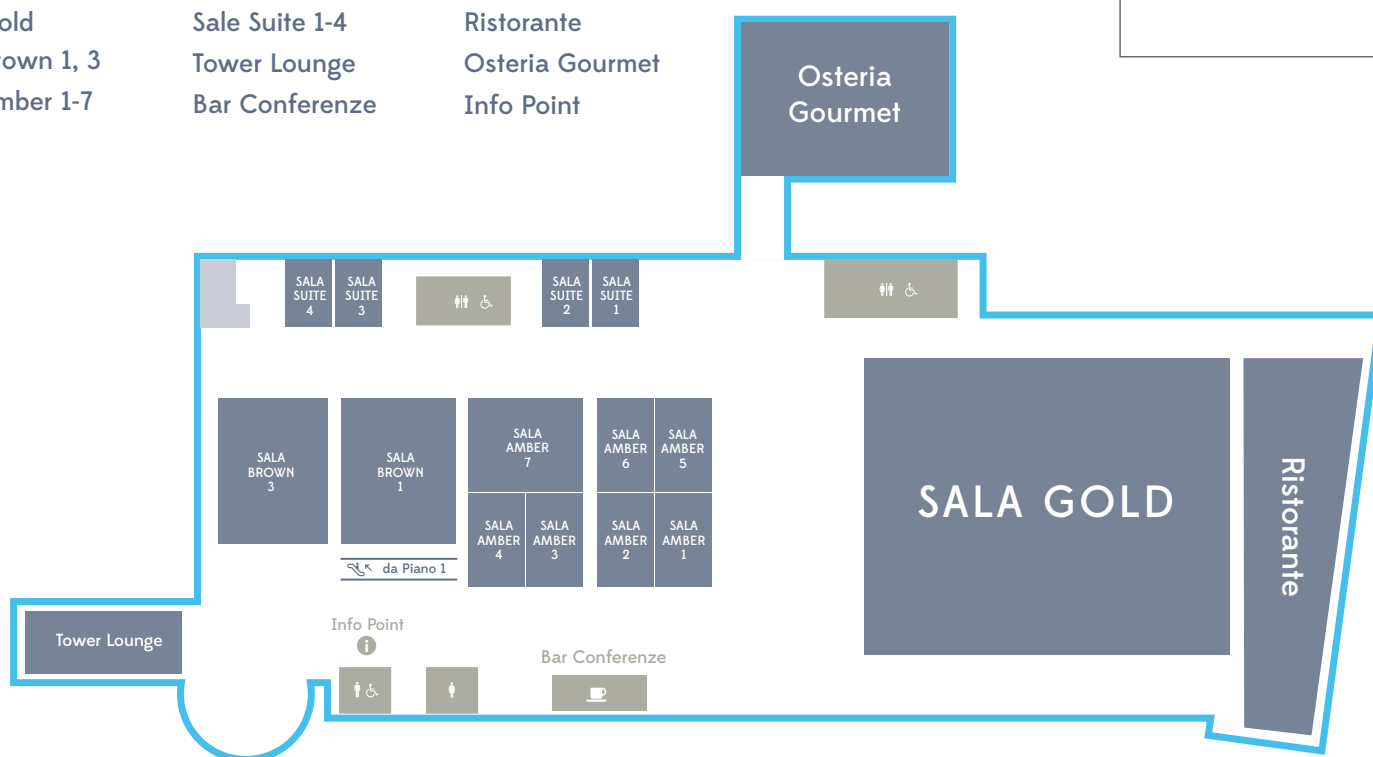 old
own 1, 3
mber 1-7
Sale Suite 1-4
Tower Lounge
Bar Conferenze
Ristorante
Osteria Gourmet
Info Point
Osteria
Gourmet
SALA
SUITE
4
SALA
SUITE
3
SALA
SUITE
2
SALA
SUITE
1
SALA
BROWN
3
SALA
BROWN
1
SALA
AMBER
7
SALA
AMBER
6
SALA
AMBER
5
SALA
AMBER
4
SALA
AMBER
3
SALA
AMBER
2
SALA
AMBER
1
da Piano 1
SALA GOLD
Ristorante
Tower Lounge
Info Point
i
Bar Conferenze